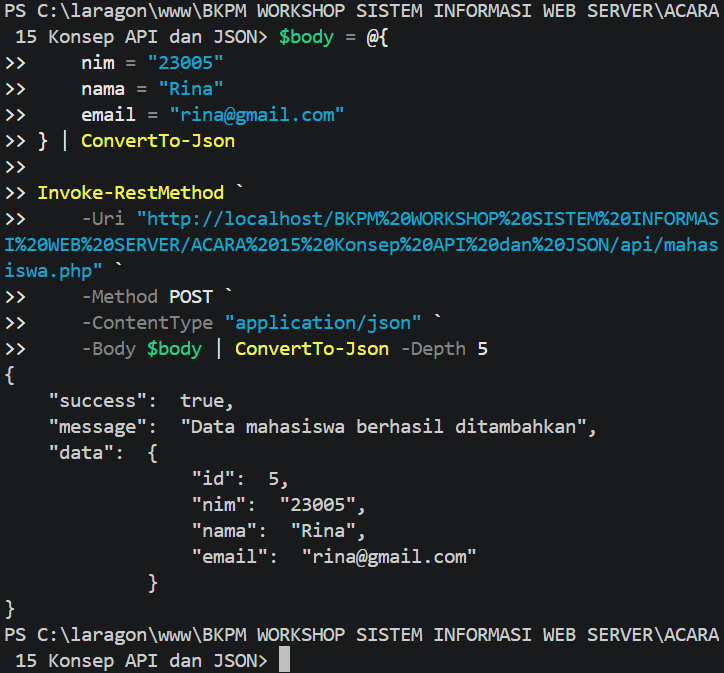 PS C:\laragon\www\BKPM WORKSHOP SISTEM INFORMASI WEB SERVER\ACARA
 15 Konsep API dan JSON> $body = @{
>>     nim = "23005"
>>     nama = "Rina"
>>     email = "rina@gmail.com"
>> } | ConvertTo-Json
>>
>> Invoke-RestMethod `
>>     -Uri "http://localhost/BKPM%20WORKSHOP%20SISTEM%20INFORMAS
I%20WEB%20SERVER/ACARA%2015%20Konsep%20API%20dan%20JSON/api/mahas
iswa.php" `
>>     -Method POST `
>>     -ContentType "application/json" `
>>     -Body $body | ConvertTo-Json -Depth 5
{
    "success":  true,
    "message":  "Data mahasiswa berhasil ditambahkan",
    "data":  {
                 "id":  5,
                 "nim":  "23005",
                 "nama":  "Rina",
                 "email":  "rina@gmail.com"
             }
}
PS C:\laragon\www\BKPM WORKSHOP SISTEM INFORMASI WEB SERVER\ACARA
 15 Konsep API dan JSON>